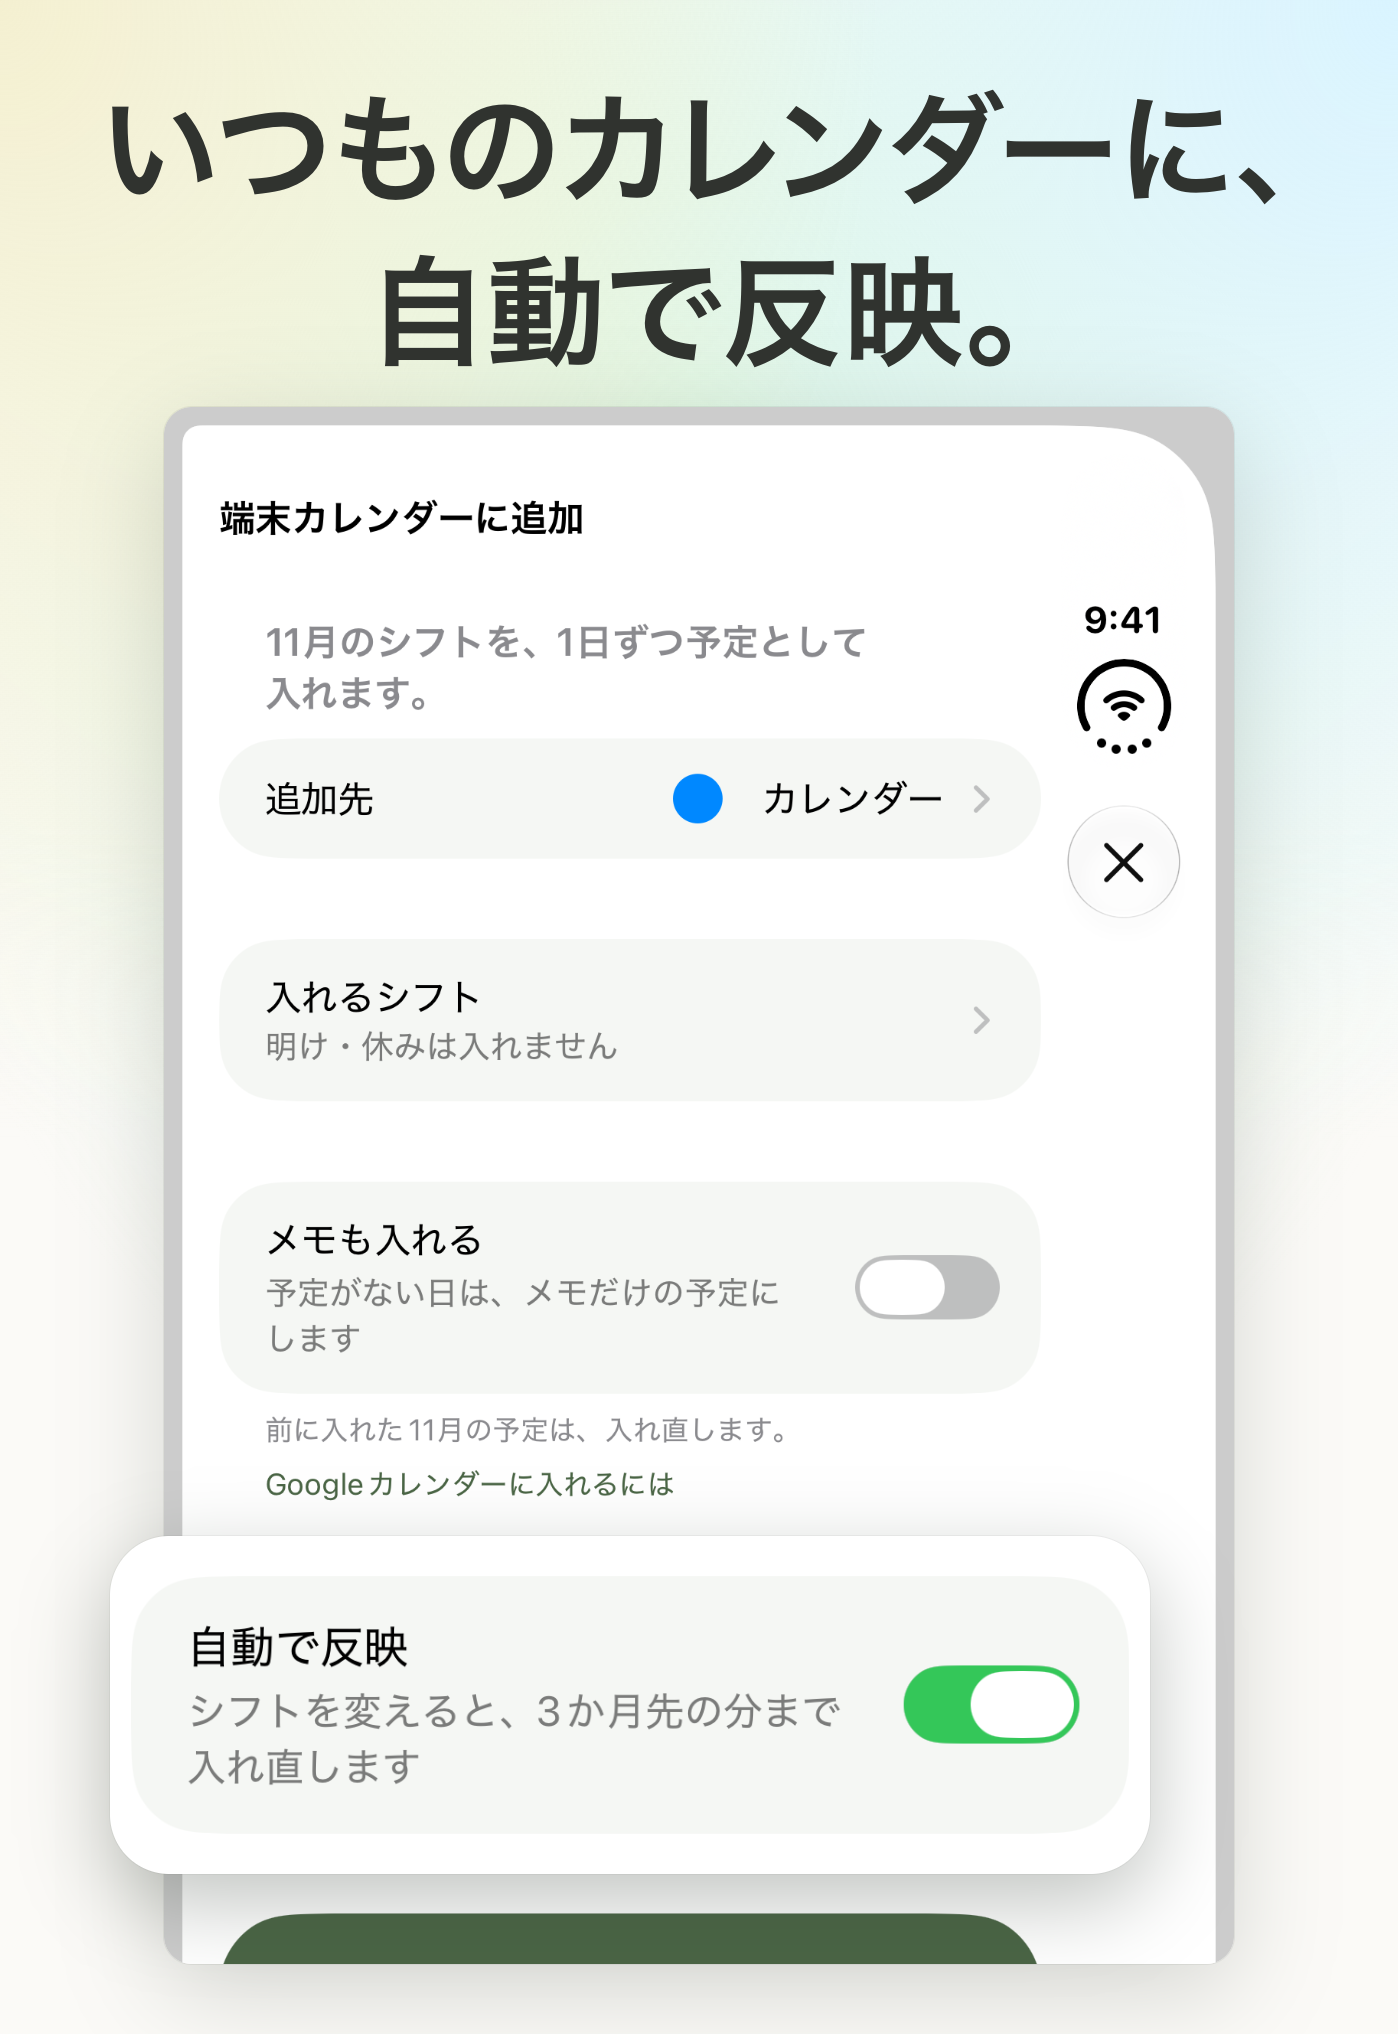 いつものカレンダーに、
自動で反映。
端末カレンダーに追加
11月のシフトを、1日ずつ予定として
入れます。
9:41
追加先 カレンダー
入れるシフト
明け・休みは入れません
メモも入れる
予定がない日は、メモだけの予定に
します
前に入れた11月の予定は、入れ直します。
Googleカレンダーに入れるには
自動で反映
シフトを変えると、3か月先の分まで
入れ直します